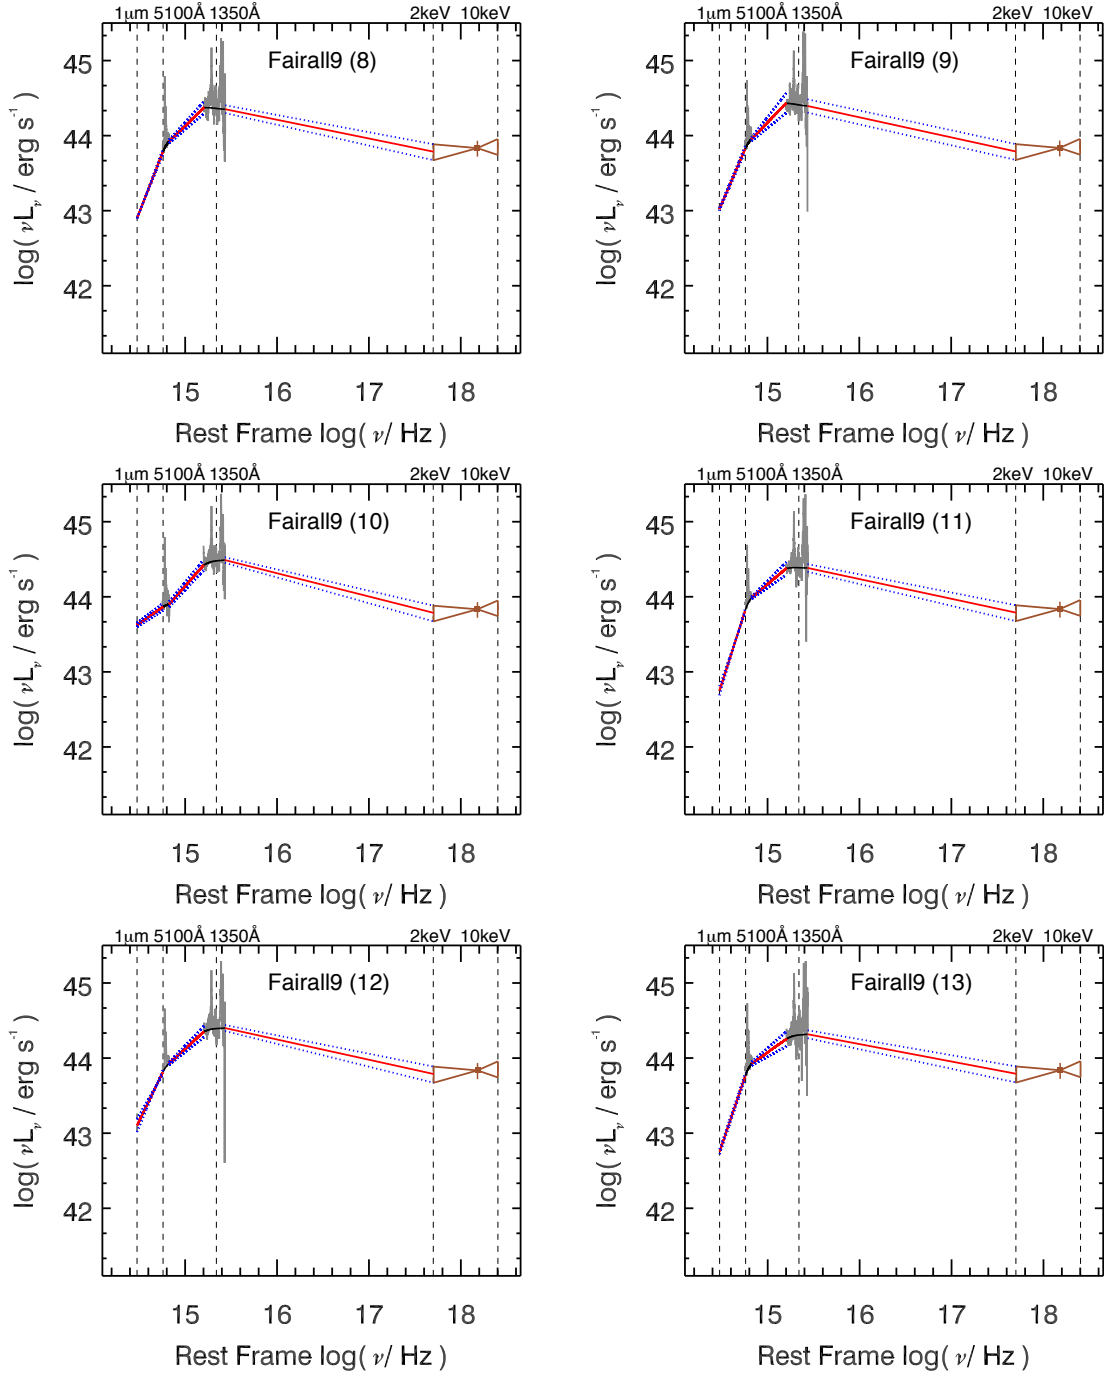 1μm 5100Å 1350Å 2keV 10keV
Fairall9 (8)
45
44
43
42
log( νLν / erg s-1 )
15 16 17 18
Rest Frame log( ν/ Hz )
1μm 5100Å 1350Å 2keV 10keV
Fairall9 (9)
45
44
43
42
log( νLν / erg s-1 )
15 16 17 18
Rest Frame log( ν/ Hz )
1μm 5100Å 1350Å 2keV 10keV
Fairall9 (10)
45
44
43
42
log( νLν / erg s-1 )
15 16 17 18
Rest Frame log( ν/ Hz )
1μm 5100Å 1350Å 2keV 10keV
Fairall9 (11)
45
44
43
42
log( νLν / erg s-1 )
15 16 17 18
Rest Frame log( ν/ Hz )
1μm 5100Å 1350Å 2keV 10keV
Fairall9 (12)
45
44
43
42
log( νLν / erg s-1 )
15 16 17 18
Rest Frame log( ν/ Hz )
1μm 5100Å 1350Å 2keV 10keV
Fairall9 (13)
45
44
43
42
log( νLν / erg s-1 )
15 16 17 18
Rest Frame log( ν/ Hz )